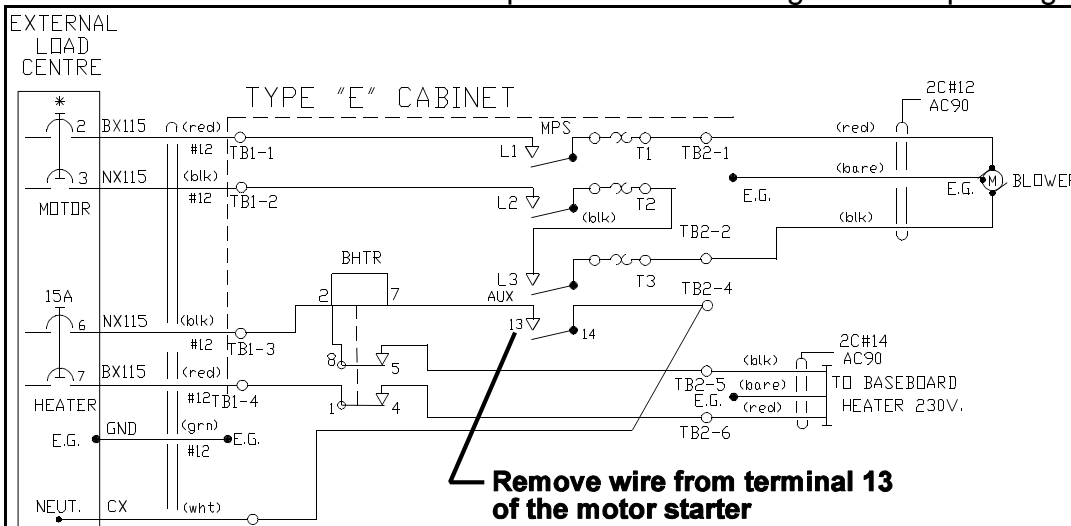 EXTERNAL
LOAD
CENTRE
TYPE "E" CABINET
2C#12
AC90
*
2 BX115 (red) TB1-1 L1 MPS T1 TB2-1 (red)
#12
3 NX115 (blk) TB1-2 L2 T2 (bare) E.G. E.G. M BLOWER
MOTOR #12 (blk) TB2-2 (blk)
BHTR
2 7 L3 T3
AUX TB2-4
15A
6 NX115 (blk) TB1-3 13 14
#12
2C#14
AC90
8 5 TB2-5 (blk)
7 BX115 (red) TB1-4 E.G. (bare) TO BASEBOARD
HEATER #12 1 4 TB2-6 (red) HEATER 230V.
E.G. GND (grn) E.G.
#12
Remove wire from terminal 13
of the motor starter
NEUT. CX (wht)